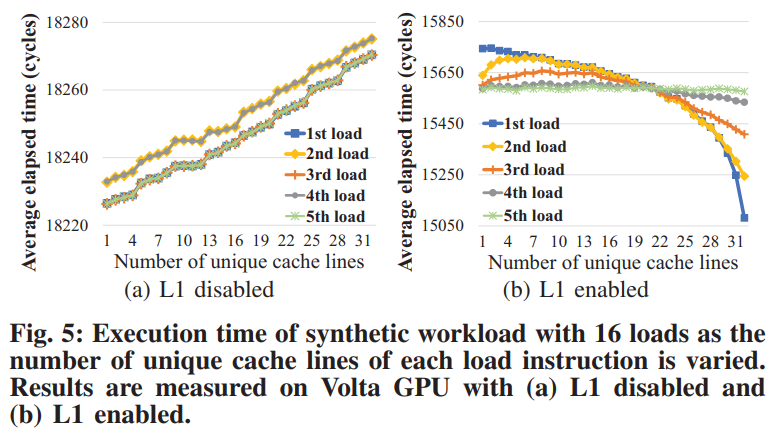 Average elapsed time (cycles)
18280
18260
18240
18220
1st load
2nd load
3rd load
4th load
5th load
1 4 7 10 13 16 19 22 25 28 31
Number of unique cache lines
(a) L1 disabled
Average elapsed time (cycles)
15850
15650
15450
15250
15050
1st load
2nd load
3rd load
4th load
5th load
1 4 7 10 13 16 19 22 25 28 31
Number of unique cache lines
(b) L1 enabled
Fig. 5: Execution time of synthetic workload with 16 loads as the
number of unique cache lines of each load instruction is varied.
Results are measured on Volta GPU with (a) L1 disabled and
(b) L1 enabled.